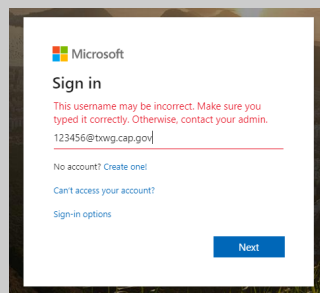 Microsoft
Sign in
This username may be incorrect. Make sure you
typed it correctly. Otherwise, contact your admin.
123456@txwg.cap.gov
No account? Create one!
Can't access your account?
Sign-in options
Next